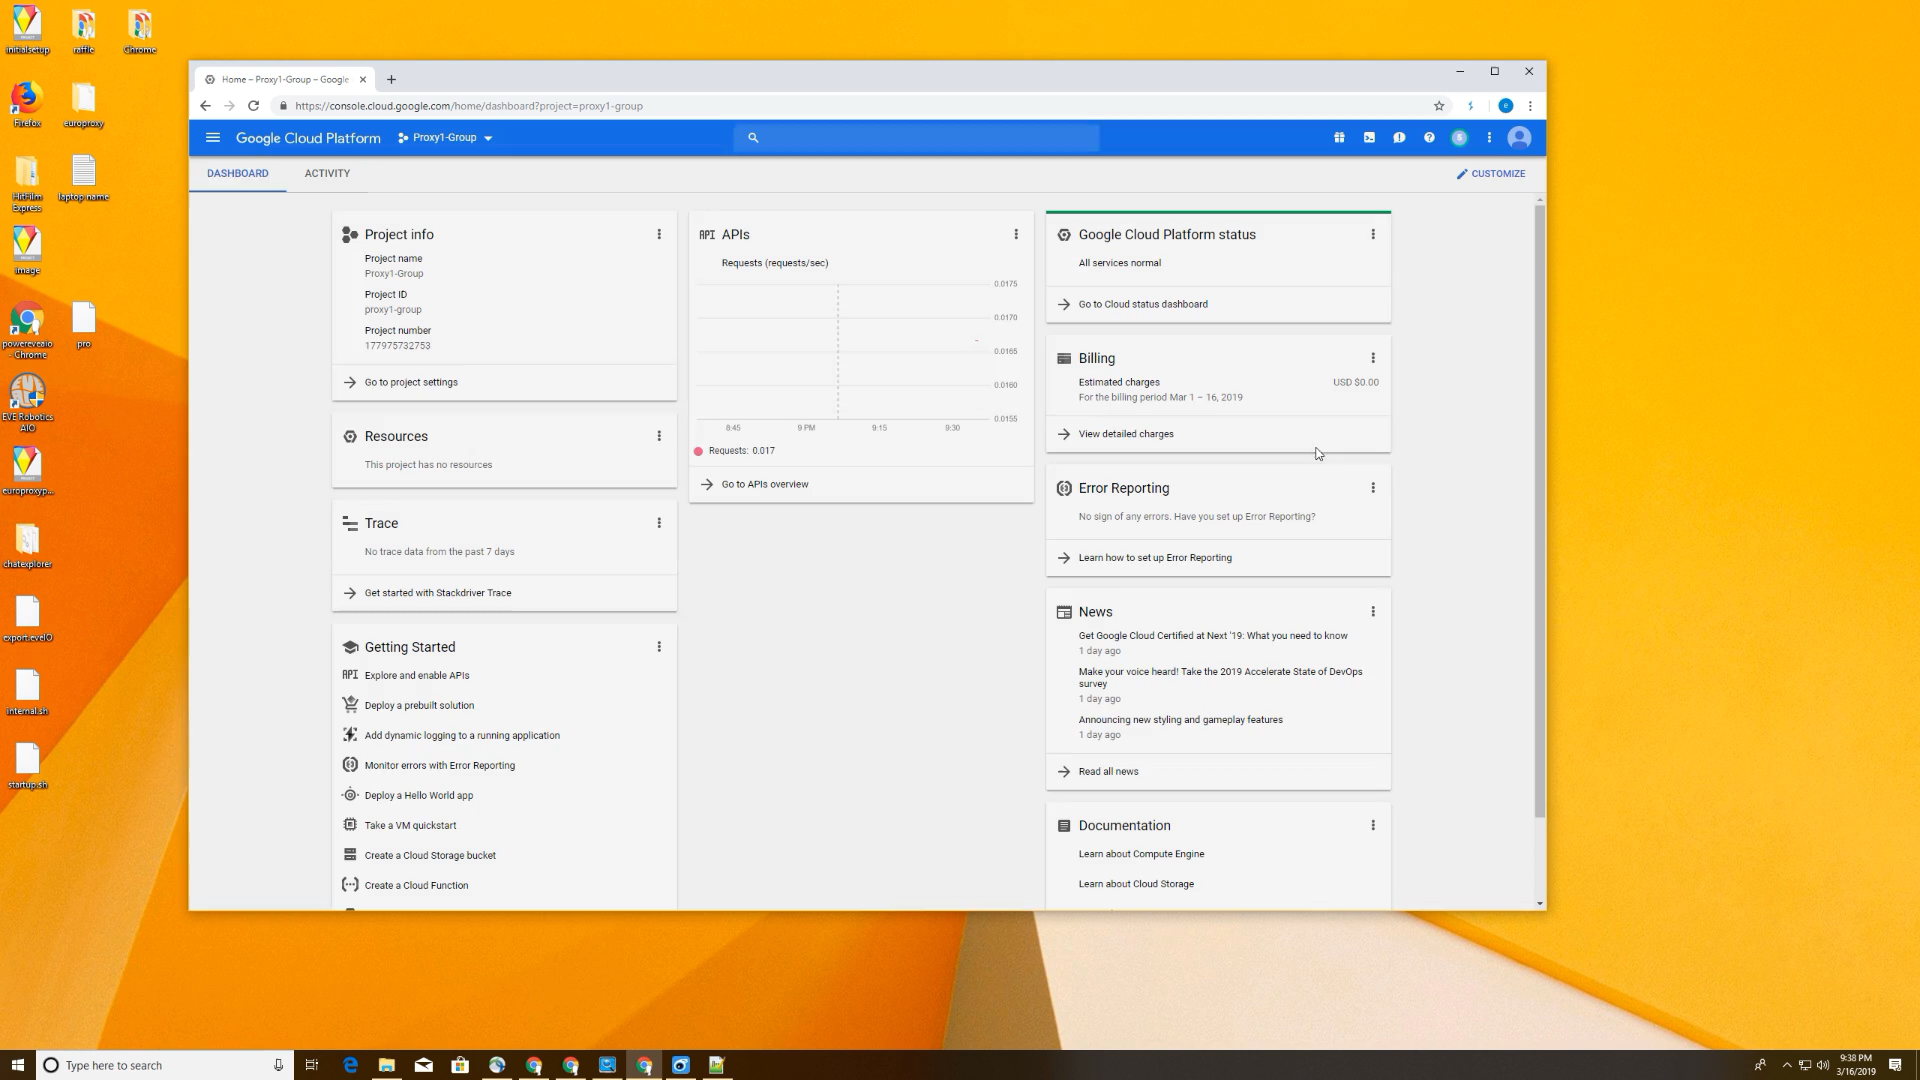 initialsetup
raffle
Chrome
Firefox
europroxy
HitFilm
Express
laptop name
image
powereveaio
- Chrome
pro
EVE Robotics
AIO
europroxyp...
chatexplorer
export.eveIO
internal.sh
startup.sh
Home – Proxy1-Group – Google
https://console.cloud.google.com/home/dashboard?project=proxy1-group
e
Google Cloud Platform
Proxy1-Group
DASHBOARD
ACTIVITY
CUSTOMIZE
Project info
Project name
Proxy1-Group
Project ID
proxy1-group
Project number
177975732753
Go to project settings
Resources
This project has no resources
Trace
No trace data from the past 7 days
Get started with Stackdriver Trace
Getting Started
API Explore and enable APIs
Deploy a prebuilt solution
Add dynamic logging to a running application
Monitor errors with Error Reporting
Deploy a Hello World app
Take a VM quickstart
Create a Cloud Storage bucket
Create a Cloud Function
API APIs
Requests (requests/sec)
0.0175
0.0170
0.0165
0.0160
0.0155
8:45 9 PM 9:15 9:30
Requests: 0.017
Go to APIs overview
Google Cloud Platform status
All services normal
Go to Cloud status dashboard
Billing
Estimated charges USD $0.00
For the billing period Mar 1 – 16, 2019
View detailed charges
Error Reporting
No sign of any errors. Have you set up Error Reporting?
Learn how to set up Error Reporting
News
Get Google Cloud Certified at Next '19: What you need to know
1 day ago
Make your voice heard! Take the 2019 Accelerate State of DevOps
survey
1 day ago
Announcing new styling and gameplay features
1 day ago
Read all news
Documentation
Learn about Compute Engine
Learn about Cloud Storage
Type here to search
9:38 PM
3/16/2019